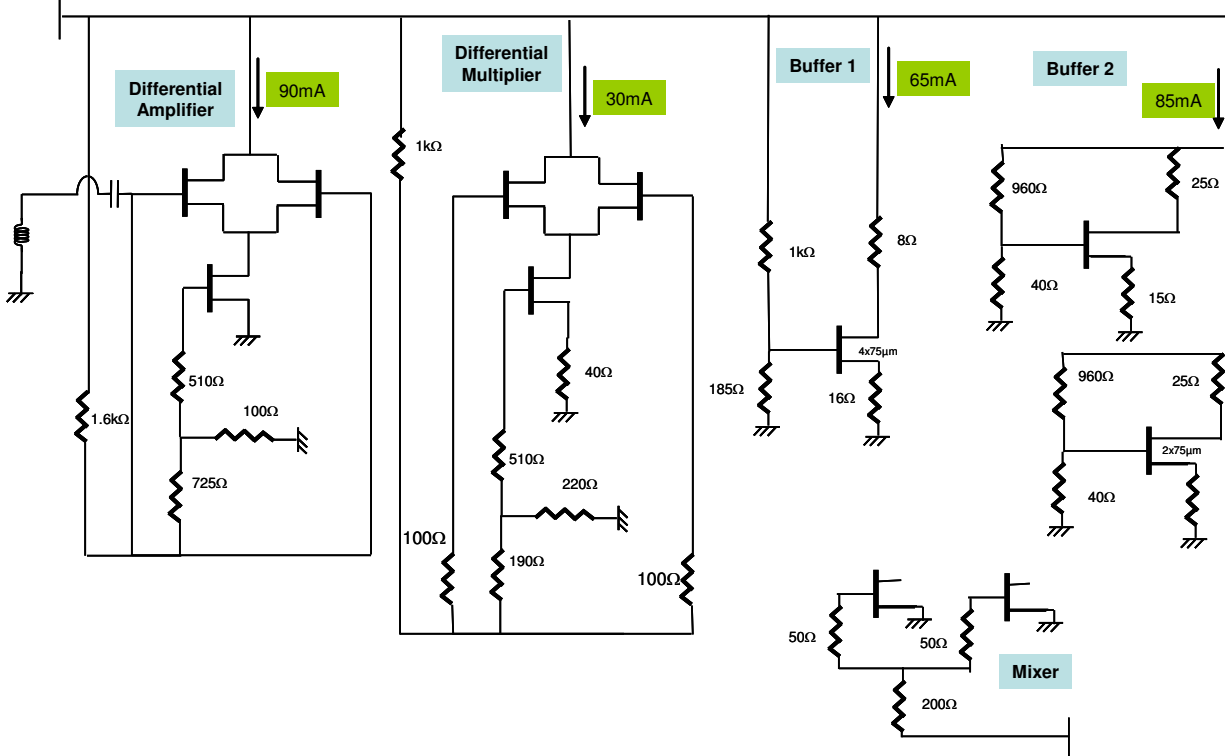 Differential
Amplifier
90mA
1.6kΩ
510Ω
100Ω
725Ω
Differential
Multiplier
30mA
1kΩ
40Ω
510Ω
220Ω
190Ω
100Ω
100Ω
Buffer 1
65mA
1kΩ
8Ω
4x75µm
185Ω
16Ω
Buffer 2
85mA
960Ω
25Ω
40Ω
15Ω
960Ω
25Ω
2x75µm
40Ω
50Ω
50Ω
Mixer
200Ω